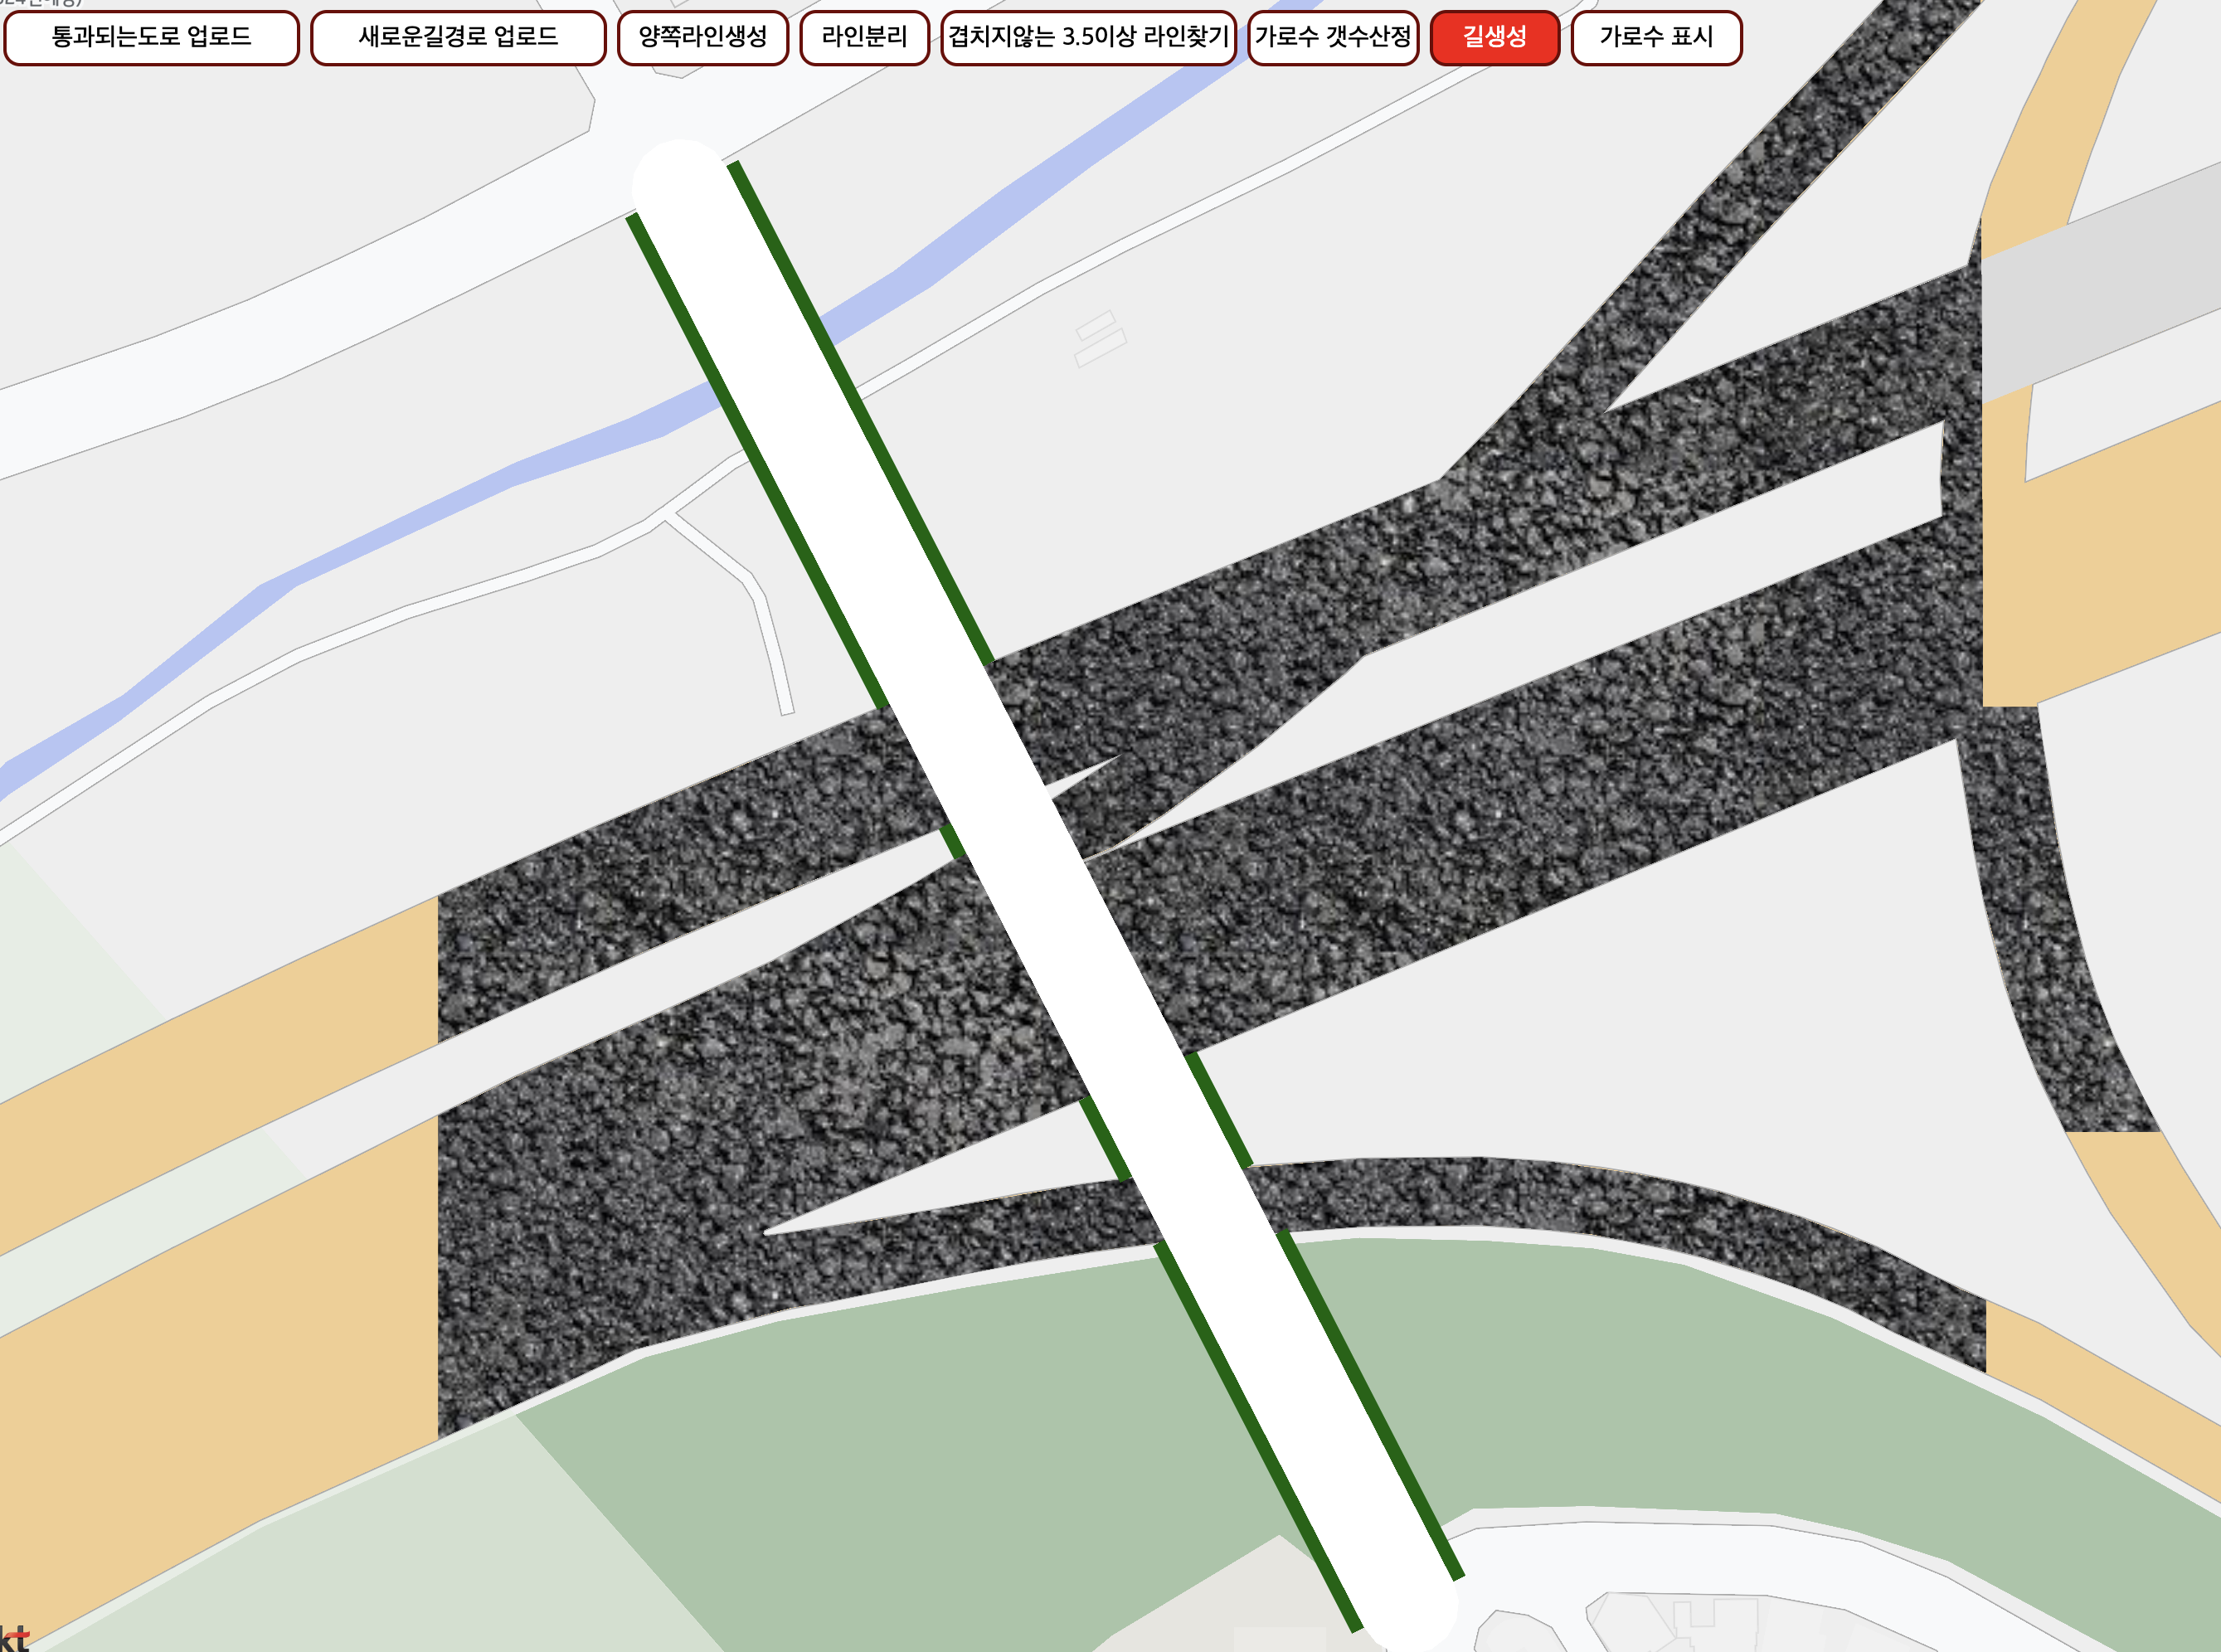 통과되는도로 업로드
새로운길경로 업로드
양쪽라인생성
라인분리
겹치지않는 3.5이상 라인찾기
가로수 갯수산정
길생성
가로수 표시
kt